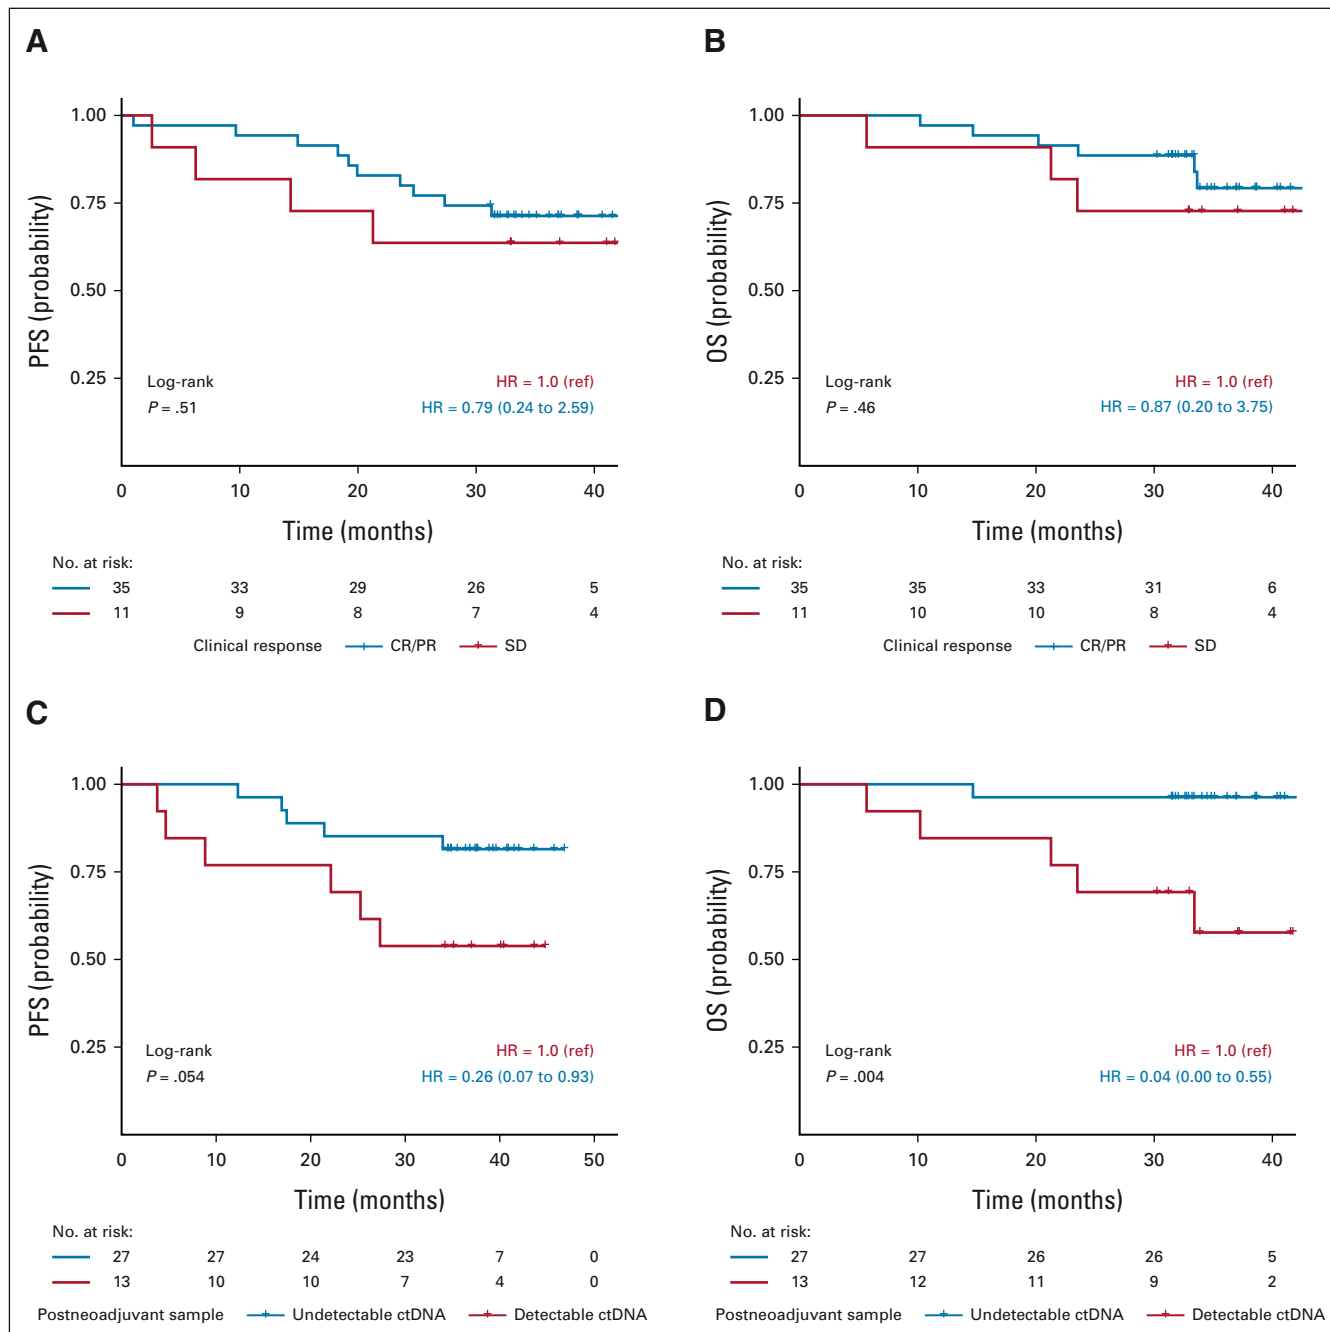 A
1.00
0.75
0.50
0.25
PFS (probability)
Log-rank
P = .51
HR = 1.0 (ref)
HR = 0.79 (0.24 to 2.59)
0 10 20 30 40
Time (months)
No. at risk:
35 33 29 26 5
11 9 8 7 4
Clinical response CR/PR SD
B
1.00
0.75
0.50
0.25
OS (probability)
Log-rank
P = .46
HR = 1.0 (ref)
HR = 0.87 (0.20 to 3.75)
0 10 20 30 40
Time (months)
No. at risk:
35 35 33 31 6
11 10 10 8 4
Clinical response CR/PR SD
C
1.00
0.75
0.50
0.25
PFS (probability)
Log-rank
P = .054
HR = 1.0 (ref)
HR = 0.26 (0.07 to 0.93)
0 10 20 30 40 50
Time (months)
No. at risk:
27 27 24 23 7 0
13 10 10 7 4 0
Postneoadjuvant sample Undetectable ctDNA Detectable ctDNA
D
1.00
0.75
0.50
0.25
OS (probability)
Log-rank
P = .004
HR = 1.0 (ref)
HR = 0.04 (0.00 to 0.55)
0 10 20 30 40
Time (months)
No. at risk:
27 27 26 26 5
13 12 11 9 2
Postneoadjuvant sample Undetectable ctDNA Detectable ctDNA